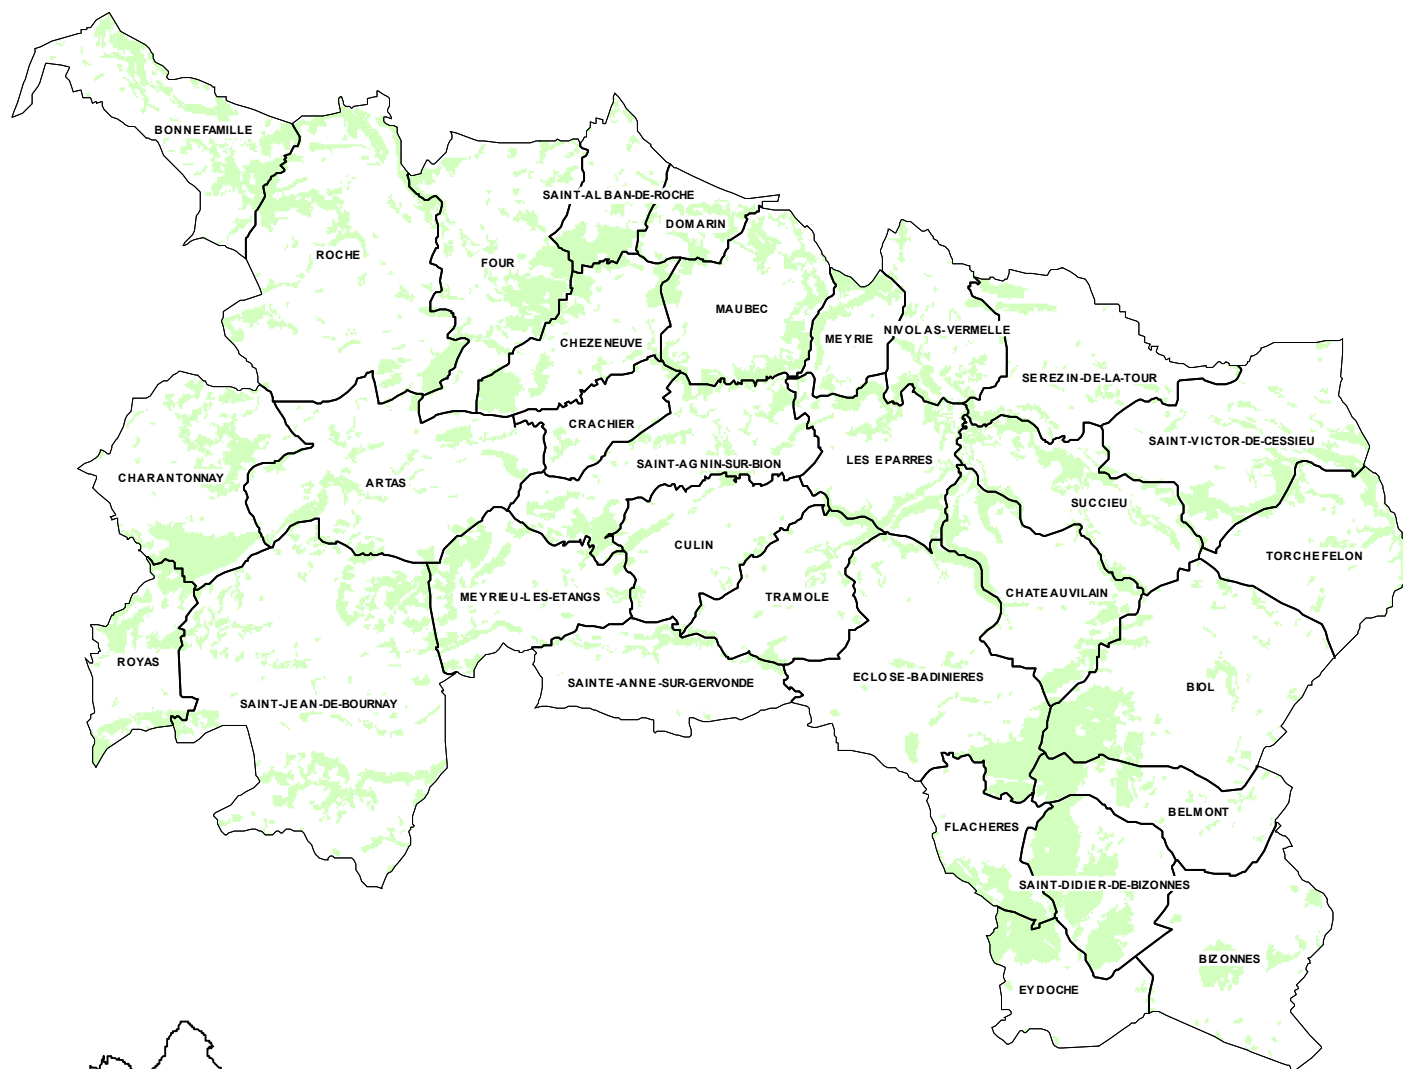 BONNEFAMILLE
SAINT-ALBAN-DE-ROCHE
DOMARIN
ROCHE
FOUR
MAUBEC
NIVOLAS-VERMELLE
MEYRIE
CHEZENEUVE
SEREZIN-DE-LA-TOUR
CRACHIER
SAINT-VICTOR-DE-CESSIEU
LES EPARRES
SAINT-AGNIN-SUR-BION
CHARANTONNAY
ARTAS
SUCCIEU
CULIN
TORCHEFELON
CHATEAUVILAIN
MEYRIEU-LES-ETANGS
TRAMOLE
ROYAS
ECLOSE-BADINIERES
SAINTE-ANNE-SUR-GERVONDE
BIOL
SAINT-JEAN-DE-BOURNAY
BELMONT
FLACHERES
SAINT-DIDIER-DE-BIZONNES
BIZONNES
EYDOCHE